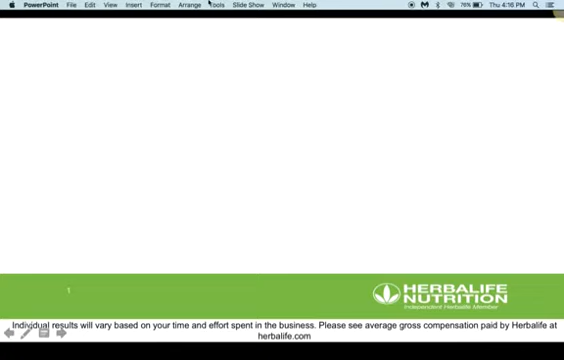 PowerPoint File Edit View Insert Format Arrange Tools Slide Show Window Help 76% Thu 4:16 PM
1
HERBALIFE
NUTRITION
Independent Herbalife Member
Individual results will vary based on your time and effort spent in the business. Please see average gross compensation paid by Herbalife at
herbalife.com